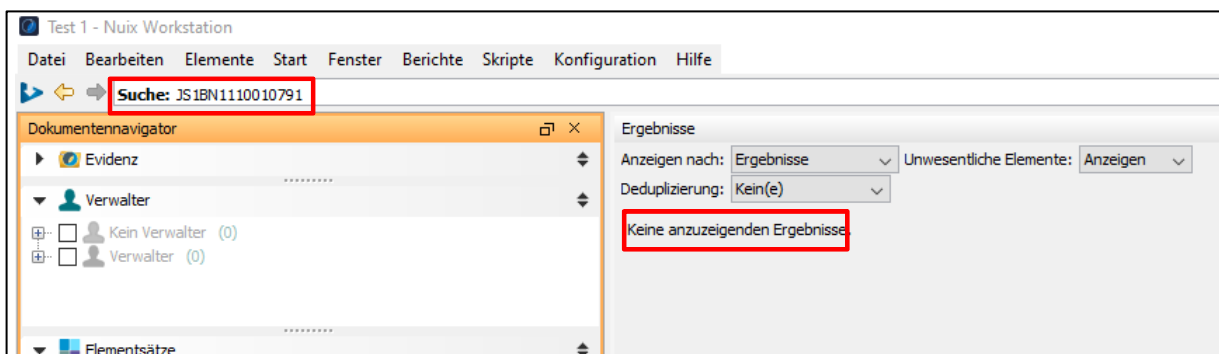 Test 1 - Nuix Workstation
Datei Bearbeiten Elemente Start Fenster Berichte Skripte Konfiguration Hilfe
Suche: JS1BN1110010791
Dokumentennavigator
Evidenz
Verwalter
Kein Verwalter (0)
Verwalter (0)
Elementsätze
Ergebnisse
Anzeigen nach: Ergebnisse Unwesentliche Elemente: Anzeigen
Deduplizierung: Kein(e)
Keine anzuzeigenden Ergebnisse.